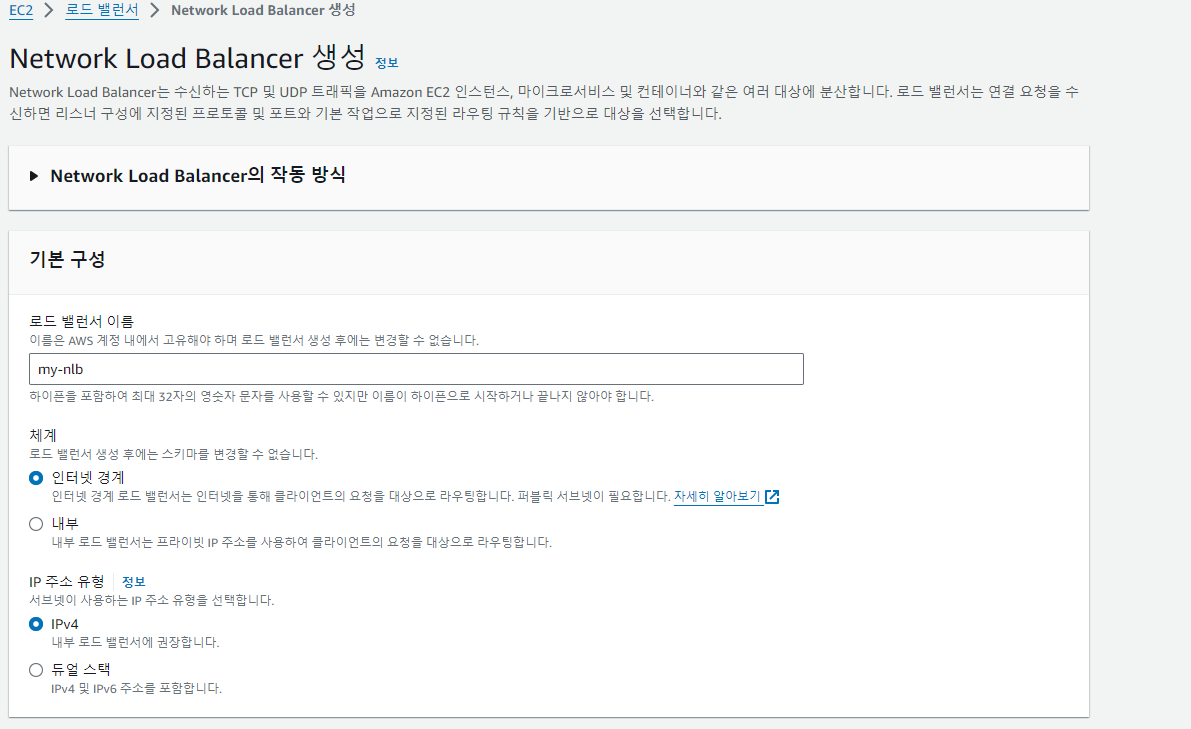 EC2 > 로드 밸런서 > Network Load Balancer 생성
Network Load Balancer 생성 정보
Network Load Balancer는 수신하는 TCP 및 UDP 트래픽을 Amazon EC2 인스턴스, 마이크로서비스 및 컨테이너와 같은 여러 대상에 분산합니다. 로드 밸런서는 연결 요청을 수
신하면 리스너 구성에 지정된 프로토콜 및 포트와 기본 작업으로 지정된 라우팅 규칙을 기반으로 대상을 선택합니다.
Network Load Balancer의 작동 방식
기본 구성
로드 밸런서 이름
이름은 AWS 계정 내에서 고유해야 하며 로드 밸런서 생성 후에는 변경할 수 없습니다.
my-nlb
하이픈을 포함하여 최대 32자의 영숫자 문자를 사용할 수 있지만 이름이 하이픈으로 시작하거나 끝나지 않아야 합니다.
체계
로드 밸런서 생성 후에는 스키마를 변경할 수 없습니다.
인터넷 경계
인터넷 경계 로드 밸런서는 인터넷을 통해 클라이언트의 요청을 대상으로 라우팅합니다. 퍼블릭 서브넷이 필요합니다. 자세히 알아보기
내부
내부 로드 밸런서는 프라이빗 IP 주소를 사용하여 클라이언트의 요청을 대상으로 라우팅합니다.
IP 주소 유형 정보
서브넷이 사용하는 IP 주소 유형을 선택합니다.
IPv4
내부 로드 밸런서에 권장합니다.
듀얼 스택
IPv4 및 IPv6 주소를 포함합니다.